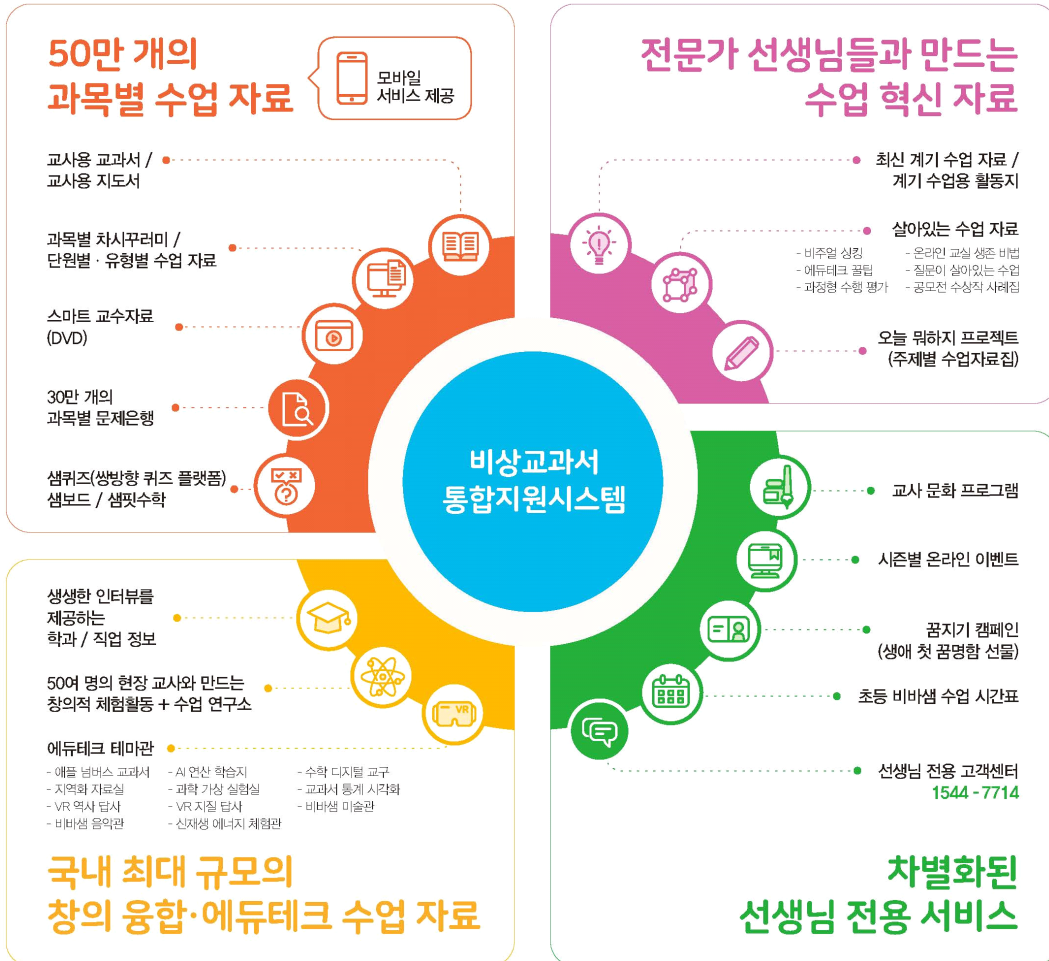 50만 개의
과목별 수업 자료
모바일
서비스 제공
교사용 교과서 /
교사용 지도서
과목별 차시꾸러미 /
단원별 · 유형별 수업 자료
스마트 교수자료
(DVD)
30만 개의
과목별 문제은행
샘퀴즈(쌍방향 퀴즈 플랫폼)
샘보드 / 샘핏수학
전문가 선생님들과 만드는
수업 혁신 자료
최신 계기 수업 자료 /
계기 수업용 활동지
살아있는 수업 자료
- 비주얼 싱킹
- 에듀테크 꿀팁
- 과정형 수행 평가
- 온라인 교실 생존 비법
- 질문이 살아있는 수업
- 공모전 수상작 사례집
오늘 뭐하지 프로젝트
(주제별 수업자료집)
비상교과서
통합지원시스템
생생한 인터뷰를
제공하는
학과 / 직업 정보
50여 명의 현장 교사와 만드는
창의적 체험활동 + 수업 연구소
VR
에듀테크 테마관
- 애플 넘버스 교과서
- 지역화 자료실
- VR 역사 답사
- 비바샘 음악관
- AI 연산 학습지
- 과학 가상 실험실
- VR 지질 답사
- 신재생 에너지 체험관
- 수학 디지털 교구
- 교과서 통계 시각화
- 비바샘 미술관
국내 최대 규모의
창의 융합·에듀테크 수업 자료
교사 문화 프로그램
시즌별 온라인 이벤트
꿈지기 캠페인
(생애 첫 꿈명함 선물)
초등 비바샘 수업 시간표
선생님 전용 고객센터
1544 - 7714
차별화된
선생님 전용 서비스